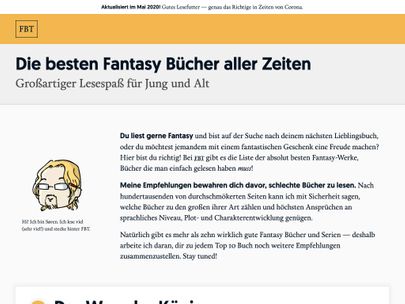 Aktualisiert im Mai 2020! Gutes Lesefutter — genau das Richtige in Zeiten von Corona.
FBT
Die besten Fantasy Bücher aller Zeiten
Großartiger Lesespaß für Jung und Alt
Du liest gerne Fantasy und bist auf der Suche nach deinem nächsten Lieblingsbuch,
oder du möchtest jemandem mit einem fantastischen Geschenk eine Freude machen?
Hier bist du richtig! Bei FBT gibt es die Liste der absolut besten Fantasy-Werke,
Bücher die man einfach gelesen haben muss!
Meine Empfehlungen bewahren dich davor, schlechte Bücher zu lesen. Nach
hundertausenden von durchschmökerten Seiten kann ich mit Sicherheit sagen,
welche Bücher zu den großen ihrer Art zählen und höchsten Ansprüchen an
sprachliches Niveau, Plot- und Charakterentwicklung genügen.
Natürlich gibt es mehr als zehn wirklich gute Fantasy Bücher und Serien — deshalb
arbeite ich daran, dir zu jedem Top 10 Buch noch weitere Empfehlungen
zusammenzustellen. Stay tuned!
Hi! Ich bin Søren. Ich lese viel
(sehr viel!) und stecke hinter FBT.